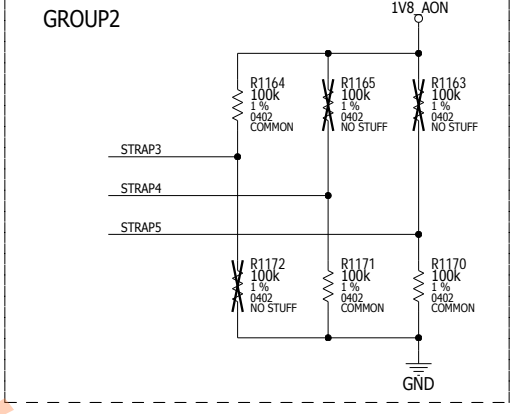 GROUP2
1V8_AON
R1164
100k
1 %
0402
COMMON
R1165
100k
1 %
0402
NO STUFF
R1163
100k
1 %
0402
NO STUFF
STRAP3
STRAP4
STRAP5
R1172
100k
1 %
0402
NO STUFF
R1171
100k
1 %
0402
COMMON
R1170
100k
1 %
0402
COMMON
GND